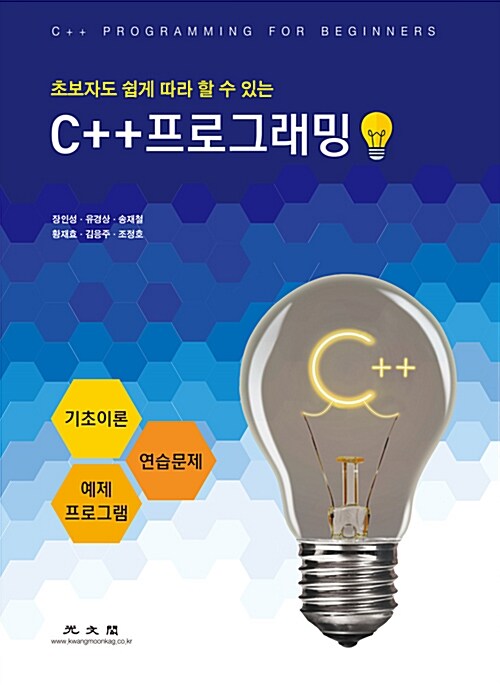 C++ PROGRAMMING FOR BEGINNERS
초보자도 쉽게 따라 할 수 있는
C++프로그래밍
장인성 · 유경상 · 송재철
황재효 · 김응주 · 조정호
C++
기초이론
연습문제
예제
프로그램
光文閣
www.kwangmoonkag.co.kr